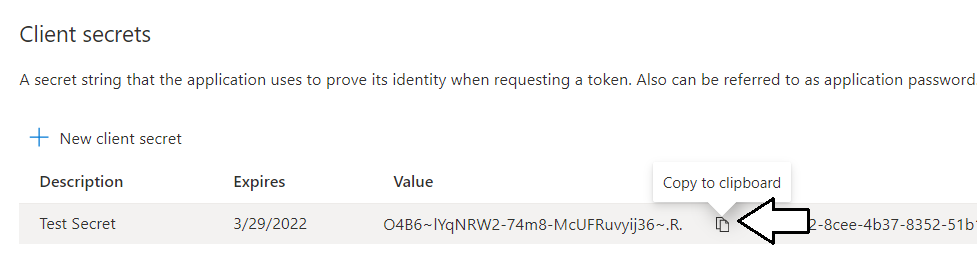 Client secrets
A secret string that the application uses to prove its identity when requesting a token. Also can be referred to as application password.
New client secret
Copy to clipboard
Description Expires Value
Test Secret 3/29/2022 O4B6~lYqNRW2-74m8-McUFRuvyij36~.R. 2-8cee-4b37-8352-51b